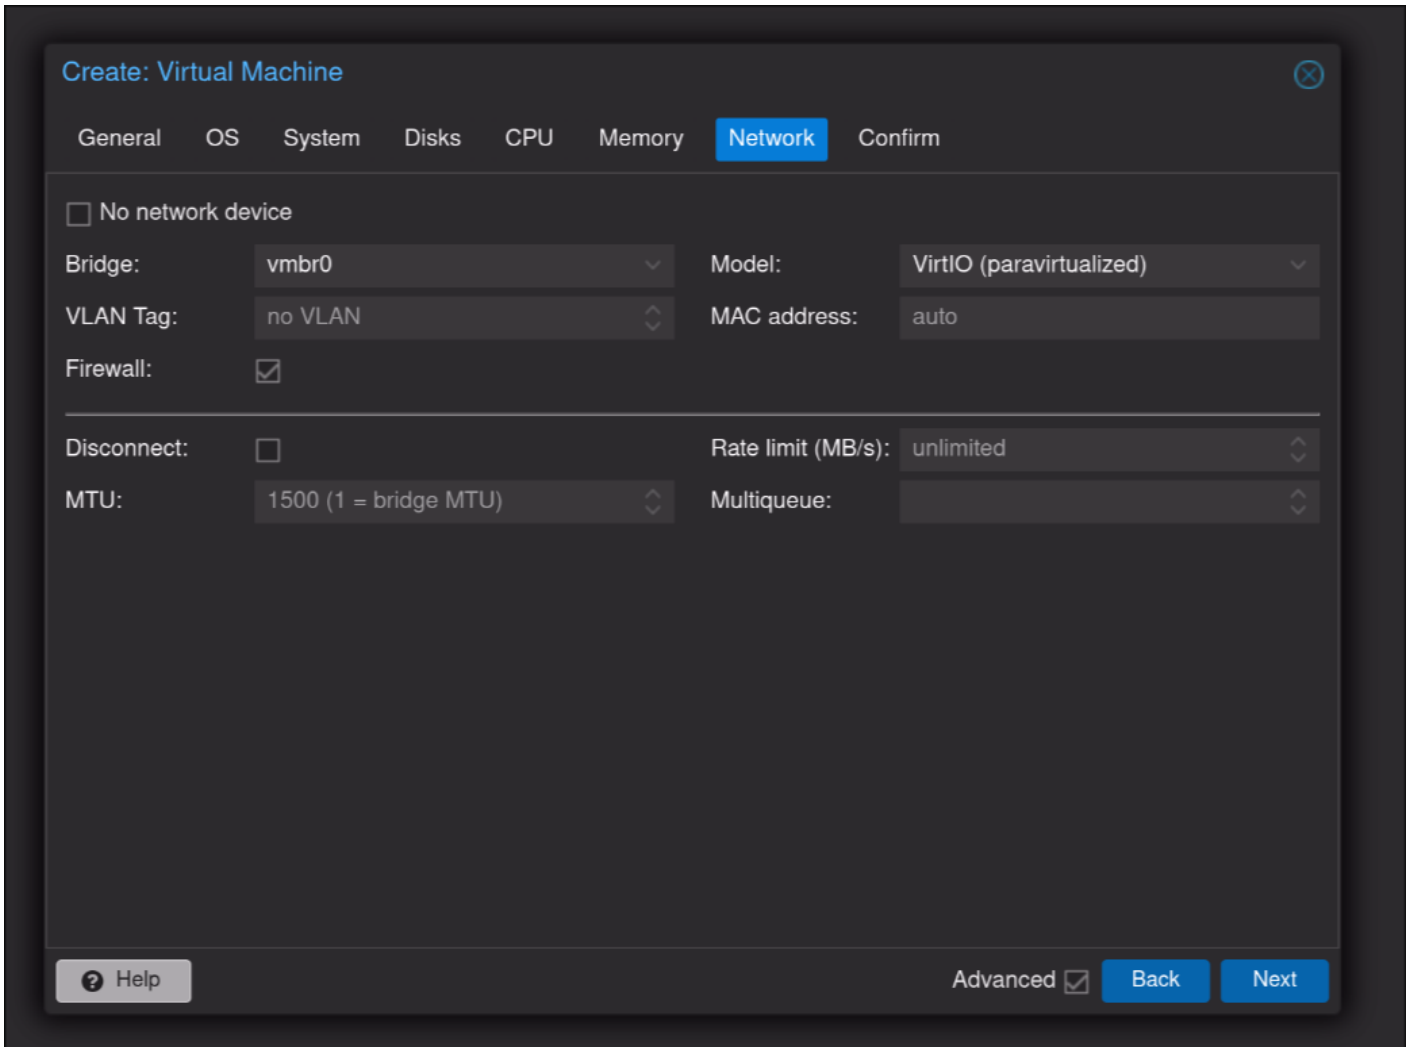 Create: Virtual Machine
General OS System Disks CPU Memory Network Confirm
No network device
Bridge: vmbr0 Model: VirtIO (paravirtualized)
VLAN Tag: no VLAN MAC address: auto
Firewall:
Disconnect: Rate limit (MB/s): unlimited
MTU: 1500 (1 = bridge MTU) Multiqueue:
Help Advanced Back Next